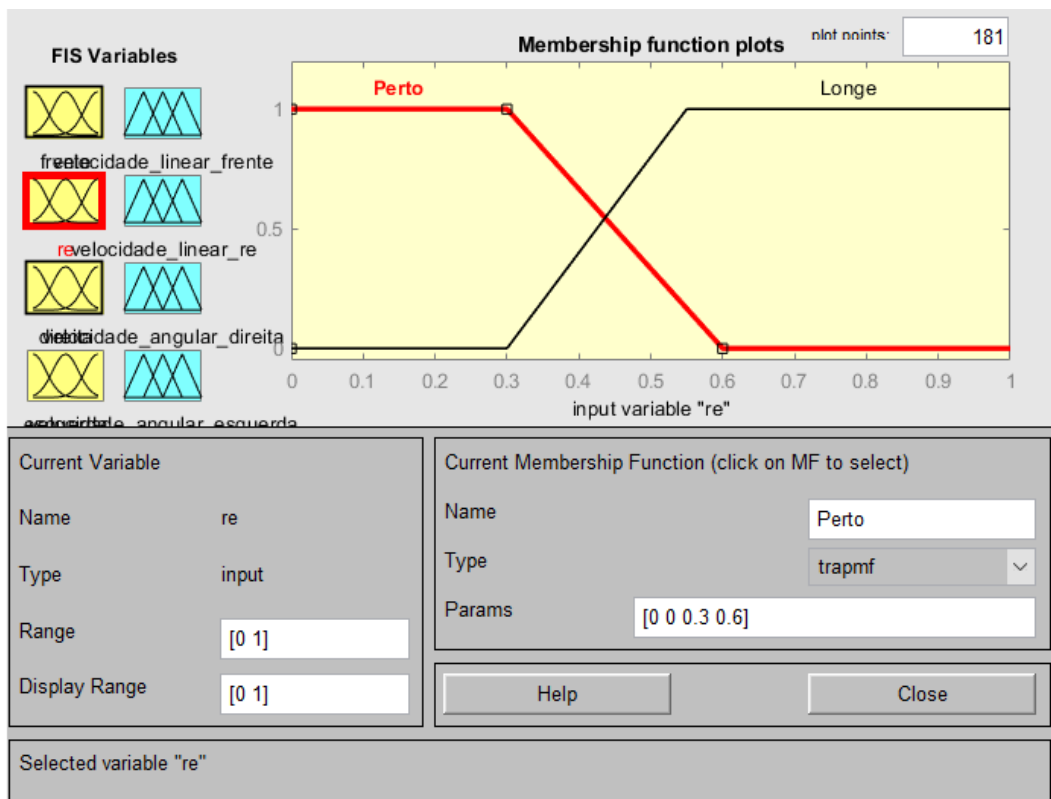 FIS Variables
Membership function plots
plot points:
181
Perto
Longe
velocidade_linear_frente
re
velocidade_linear_re
direita
velocidade_angular_direita
velocidade_angular_esquerda
1
0.5
0
0 0.1 0.2 0.3 0.4 0.5 0.6 0.7 0.8 0.9 1
input variable "re"
Current Variable
Name re
Type input
Range [0 1]
Display Range [0 1]
Current Membership Function (click on MF to select)
Name Perto
Type trapmf
Params [0 0 0.3 0.6]
Help Close
Selected variable "re"